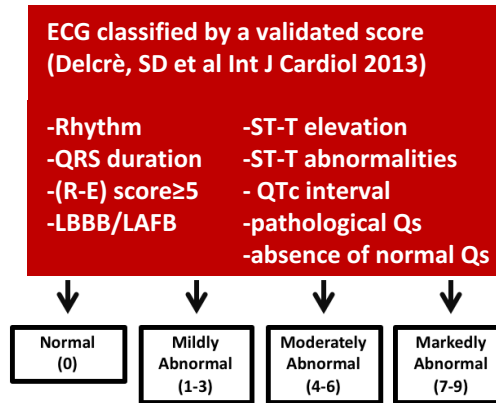 ECG classified by a validated score
(Delcrè, SD et al Int J Cardiol 2013)
-Rhythm
-QRS duration
-(R-E) score≥5
-LBBB/LAFB
-ST-T elevation
-ST-T abnormalities
- QTc interval
-pathological Qs
-absence of normal Qs
Normal
(0)
Mildly
Abnormal
(1-3)
Moderately
Abnormal
(4-6)
Markedly
Abnormal
(7-9)